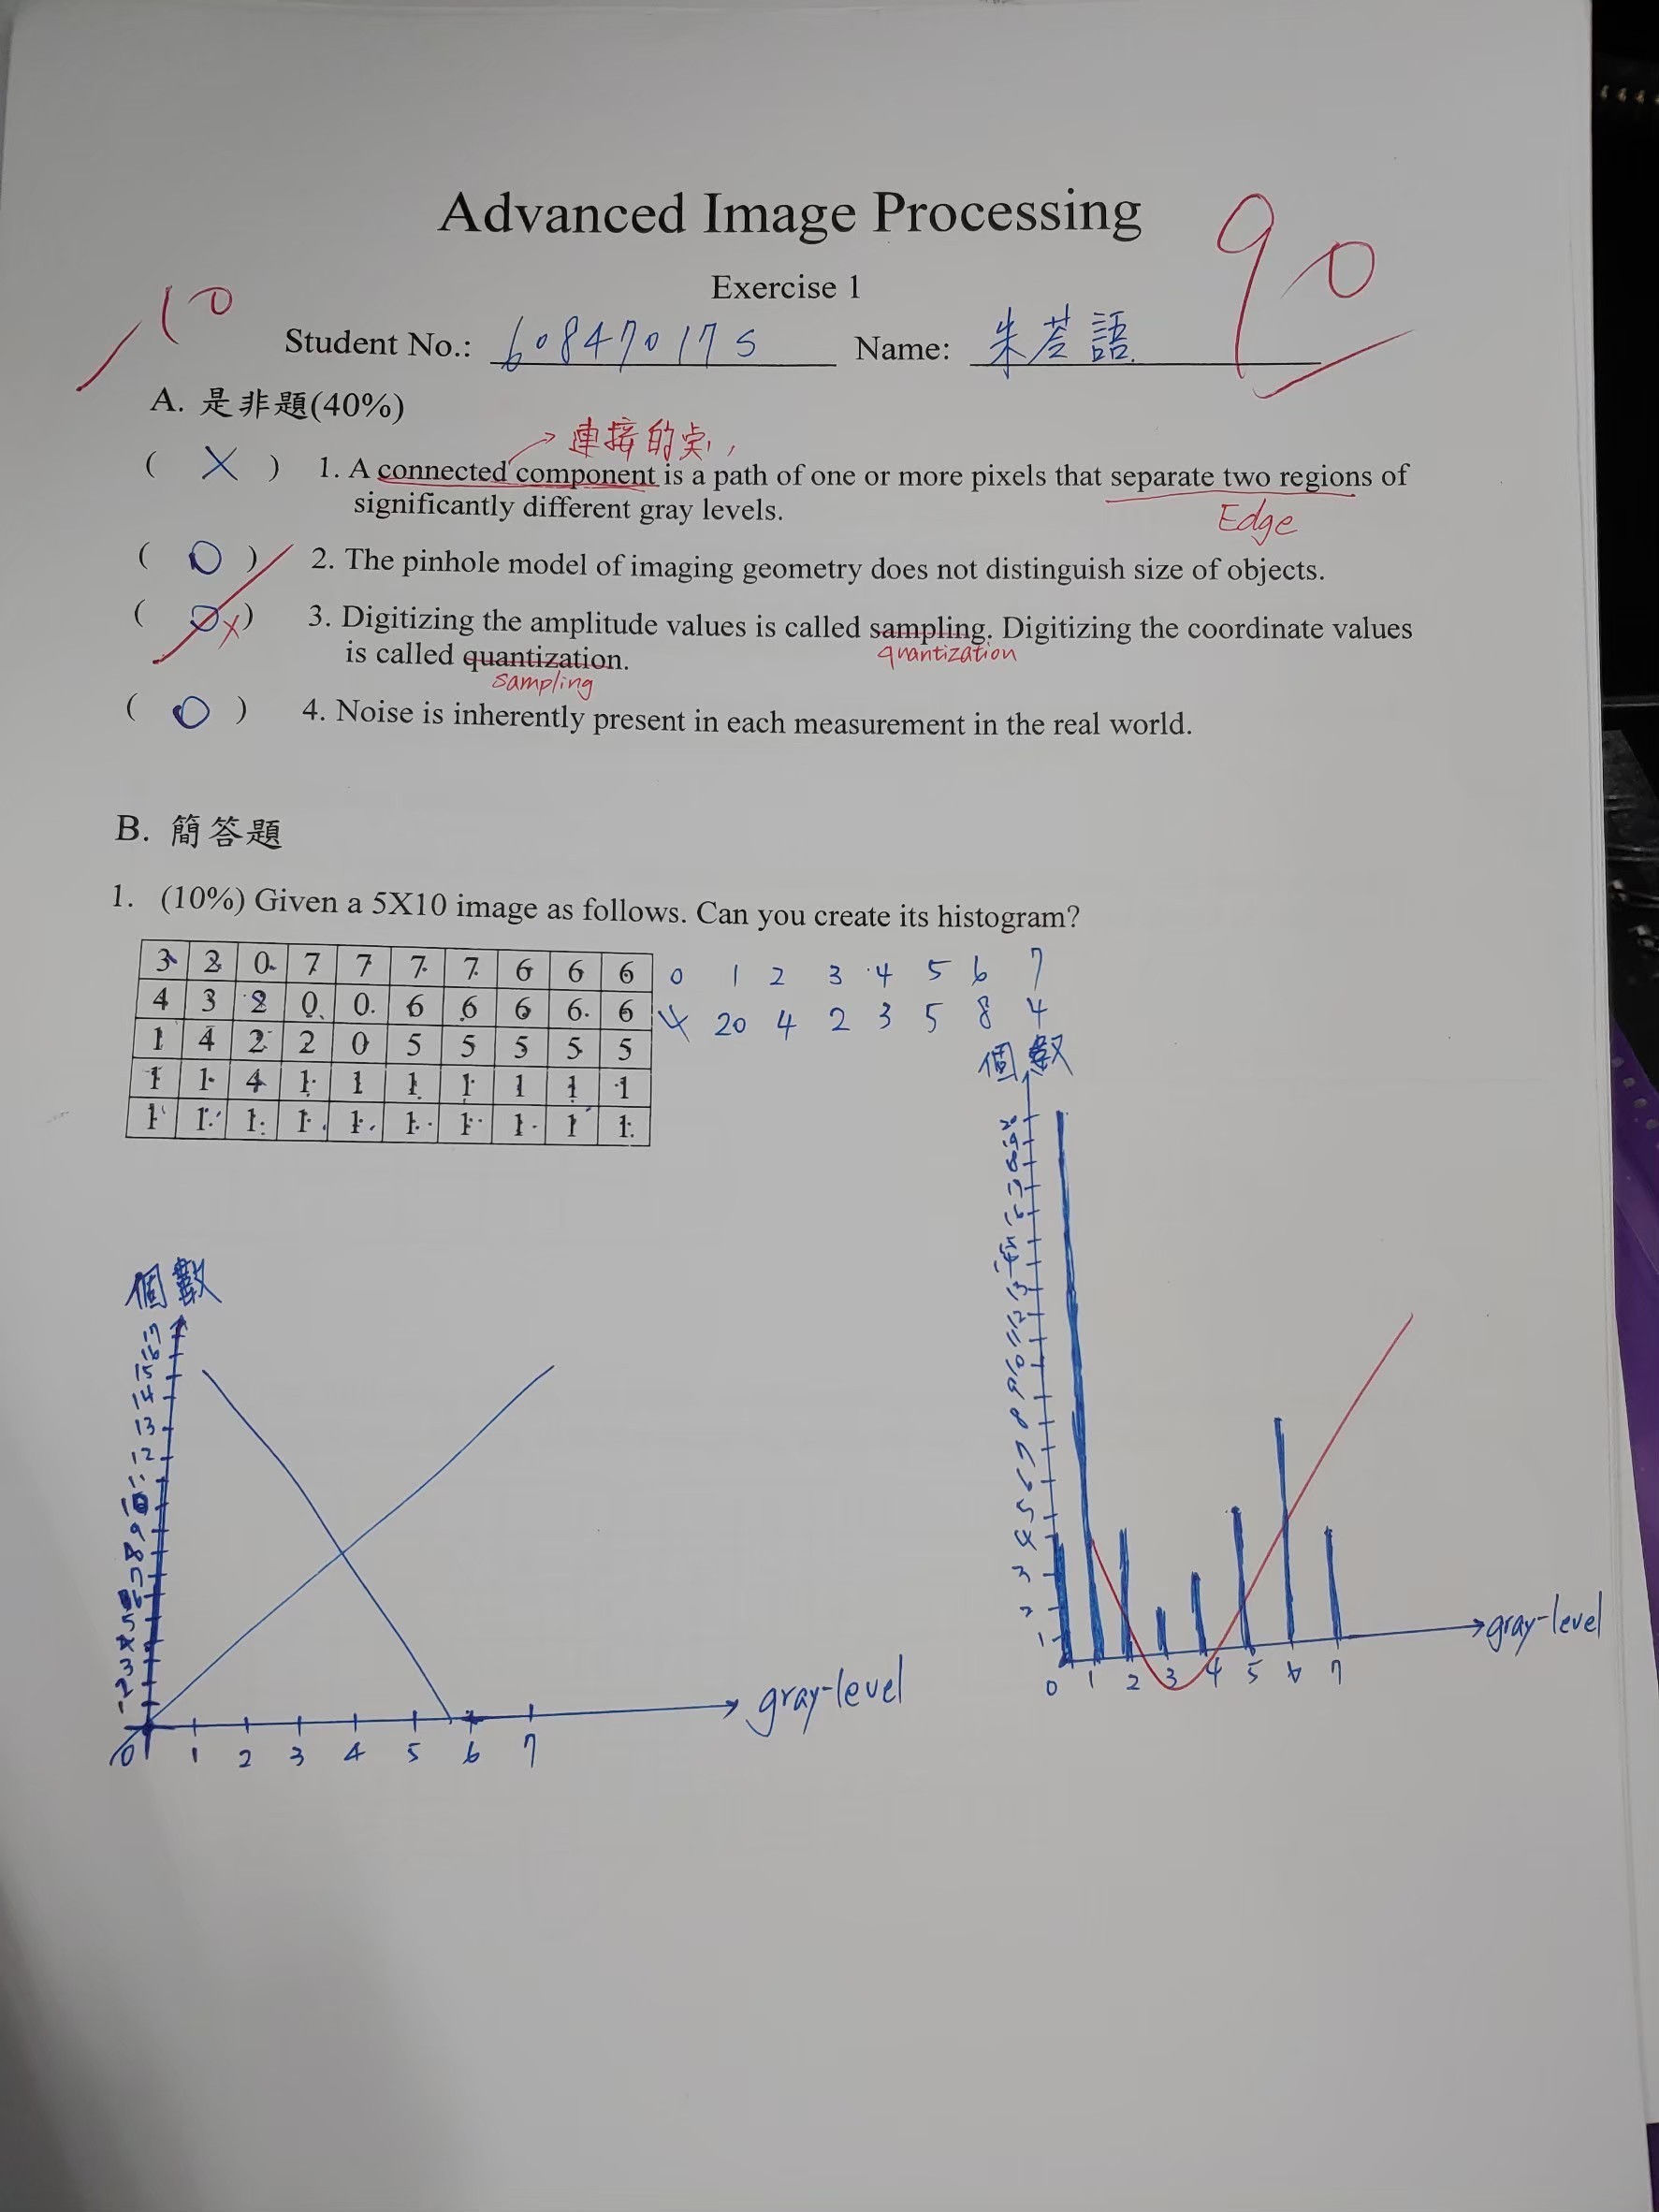 Advanced Image Processing
90
Exercise 1
10
Student No.: 60847017S Name: 朱苙語
A. 是非題(40%)
連接的点,
( X ) 1. A connected component is a path of one or more pixels that separate two regions of
significantly different gray levels.
Edge
( O ) 2. The pinhole model of imaging geometry does not distinguish size of objects.
( O X ) 3. Digitizing the amplitude values is called sampling. Digitizing the coordinate values
quantization
is called quantization.
sampling
( O ) 4. Noise is inherently present in each measurement in the real world.
B. 簡答題
1. (10%) Given a 5X10 image as follows. Can you create its histogram?
3 2 0 7 7 7 7 6 6 6
4 3 2 0 0 6 6 6 6 6
1 4 2 2 0 5 5 5 5 5
1 1 4 1 1 1 1 1 1 1
1 1 1 1 1 1 1 1 1 1
0 1 2 3 4 5 6 7
4 20 4 2 3 5 8 4
個數
17
16
15
14
13
12
11
10
9
8
7
6
5
4
3
2
1
0 1 2 3 4 5 6 7
gray-level
個數
20
19
18
17
16
15
14
13
12
11
10
9
8
7
6
5
4
3
2
1
0 1 2 3 4 5 6 7
gray-level